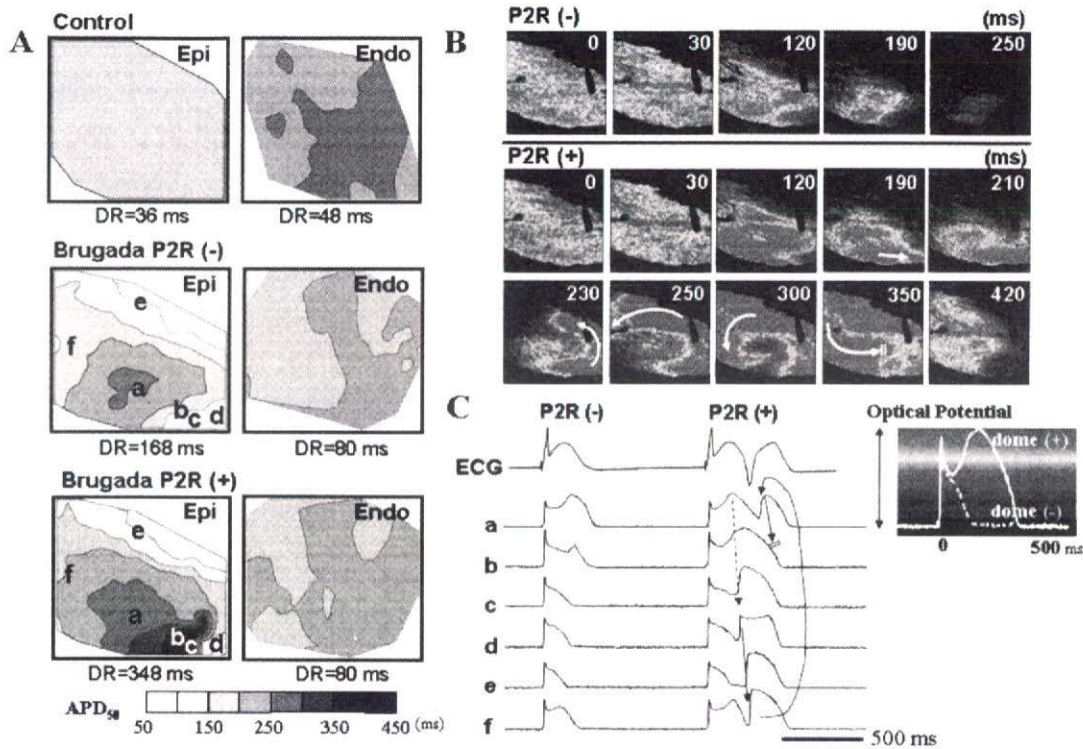 A
Control
Epi
Endo
DR=36 ms
DR=48 ms
Brugada P2R (-)
Epi
Endo
e
f
a
b c d
DR=168 ms
DR=80 ms
Brugada P2R (+)
Epi
Endo
e
f
a
b c d
DR=348 ms
DR=80 ms
APD50
50 150 250 350 450 (ms)
B
P2R (-) (ms)
0 30 120 190 250
P2R (+) (ms)
0 30 120 190 210
230 250 300 350 420
C
P2R (-) P2R (+)
ECG
a
b
c
d
e
f
500 ms
Optical Potential
dome (+)
dome (-)
0 500 ms